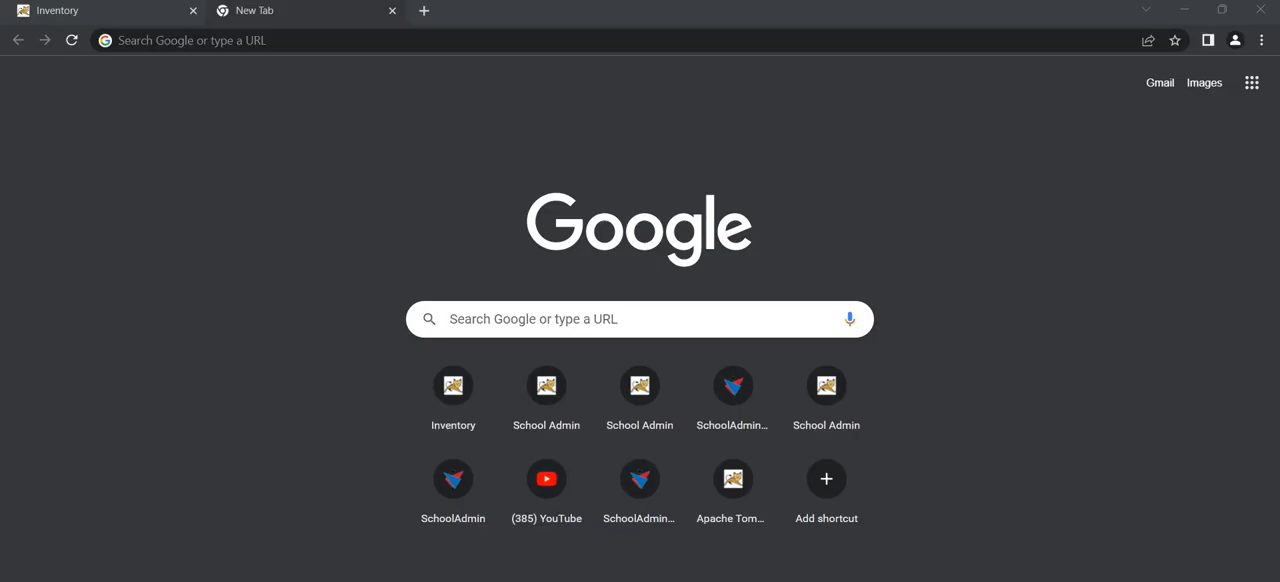 Inventory
New Tab
Search Google or type a URL
Gmail Images
Google
Search Google or type a URL
Inventory School Admin School Admin SchoolAdmin... School Admin
SchoolAdmin (385) YouTube SchoolAdmin... Apache Tom... Add shortcut